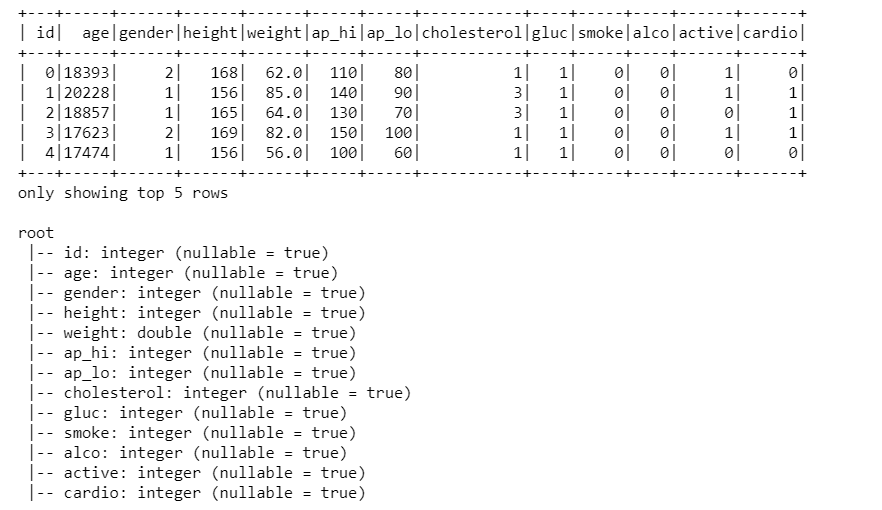 +---+-----+------+------+------+-----+-----+-----------+----+-----+----+------+------+
| id|  age|gender|height|weight|ap_hi|ap_lo|cholesterol|gluc|smoke|alco|active|cardio|
+---+-----+------+------+------+-----+-----+-----------+----+-----+----+------+------+
|  0|18393|     2|   168|  62.0|  110|   80|          1|   1|    0|   0|     1|     0|
|  1|20228|     1|   156|  85.0|  140|   90|          3|   1|    0|   0|     1|     1|
|  2|18857|     1|   165|  64.0|  130|   70|          3|   1|    0|   0|     0|     1|
|  3|17623|     2|   169|  82.0|  150|  100|          1|   1|    0|   0|     1|     1|
|  4|17474|     1|   156|  56.0|  100|   60|          1|   1|    0|   0|     0|     0|
+---+-----+------+------+------+-----+-----+-----------+----+-----+----+------+------+
only showing top 5 rows

root
 |-- id: integer (nullable = true)
 |-- age: integer (nullable = true)
 |-- gender: integer (nullable = true)
 |-- height: integer (nullable = true)
 |-- weight: double (nullable = true)
 |-- ap_hi: integer (nullable = true)
 |-- ap_lo: integer (nullable = true)
 |-- cholesterol: integer (nullable = true)
 |-- gluc: integer (nullable = true)
 |-- smoke: integer (nullable = true)
 |-- alco: integer (nullable = true)
 |-- active: integer (nullable = true)
 |-- cardio: integer (nullable = true)